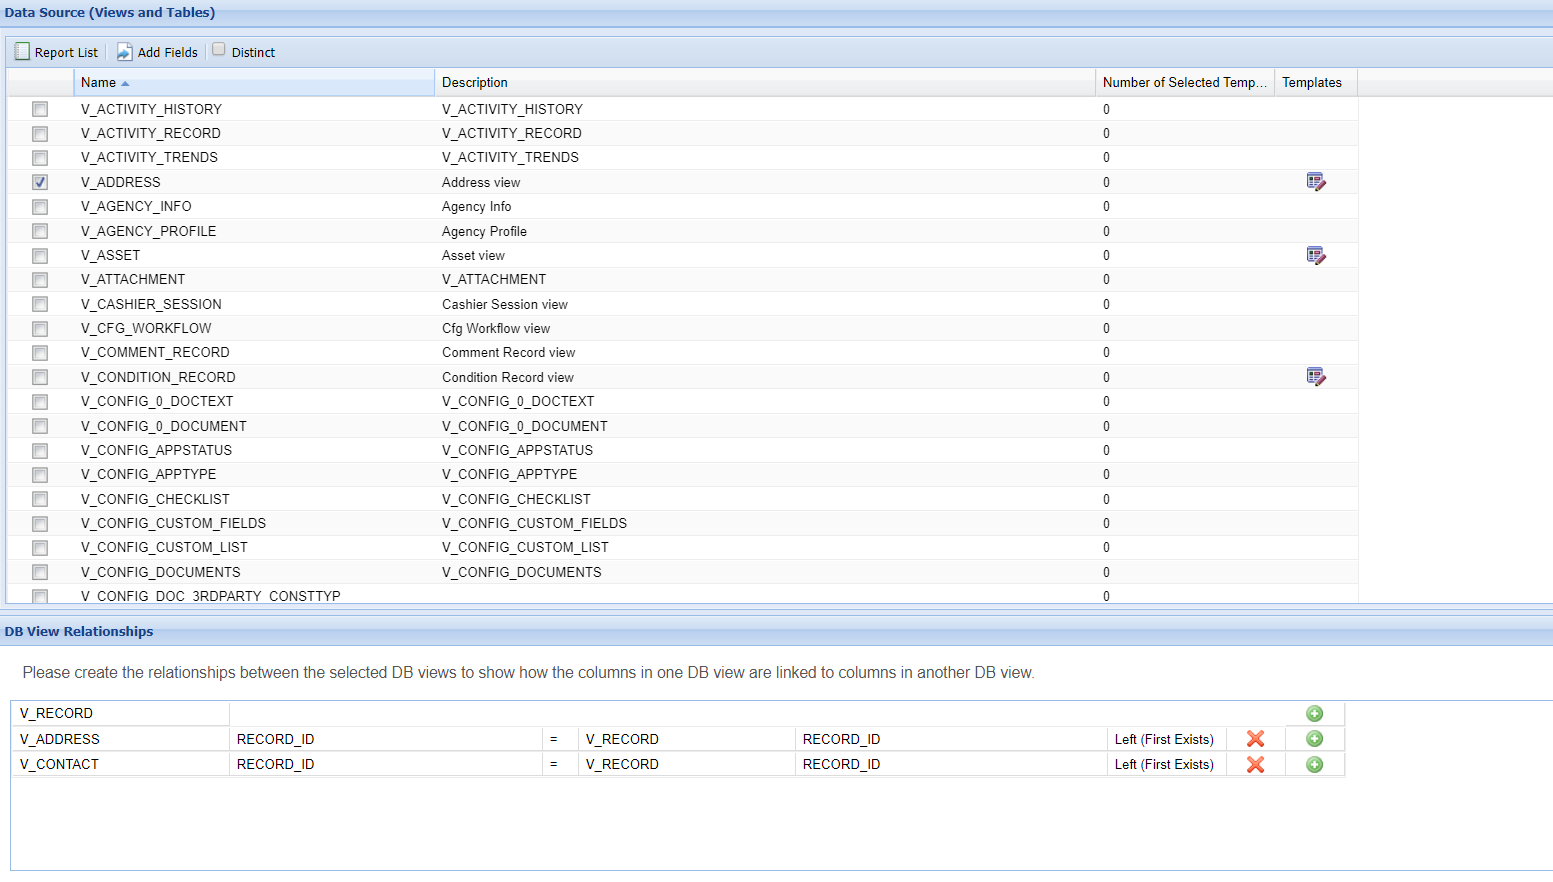 Data Source (Views and Tables)
Report List Add Fields Distinct
Name Description Number of Selected Temp... Templates
V_ACTIVITY_HISTORY V_ACTIVITY_HISTORY 0
V_ACTIVITY_RECORD V_ACTIVITY_RECORD 0
V_ACTIVITY_TRENDS V_ACTIVITY_TRENDS 0
V_ADDRESS Address view 0
V_AGENCY_INFO Agency Info 0
V_AGENCY_PROFILE Agency Profile 0
V_ASSET Asset view 0
V_ATTACHMENT V_ATTACHMENT 0
V_CASHIER_SESSION Cashier Session view 0
V_CFG_WORKFLOW Cfg Workflow view 0
V_COMMENT_RECORD Comment Record view 0
V_CONDITION_RECORD Condition Record view 0
V_CONFIG_0_DOCTEXT V_CONFIG_0_DOCTEXT 0
V_CONFIG_0_DOCUMENT V_CONFIG_0_DOCUMENT 0
V_CONFIG_APPSTATUS V_CONFIG_APPSTATUS 0
V_CONFIG_APPTYPE V_CONFIG_APPTYPE 0
V_CONFIG_CHECKLIST V_CONFIG_CHECKLIST 0
V_CONFIG_CUSTOM_FIELDS V_CONFIG_CUSTOM_FIELDS 0
V_CONFIG_CUSTOM_LIST V_CONFIG_CUSTOM_LIST 0
V_CONFIG_DOCUMENTS V_CONFIG_DOCUMENTS 0
V_CONFIG_DOC_3RDPARTY_CONSTTYP 0
DB View Relationships
Please create the relationships between the selected DB views to show how the columns in one DB view are linked to columns in another DB view.
V_RECORD
V_ADDRESS RECORD_ID = V_RECORD RECORD_ID Left (First Exists)
V_CONTACT RECORD_ID = V_RECORD RECORD_ID Left (First Exists)